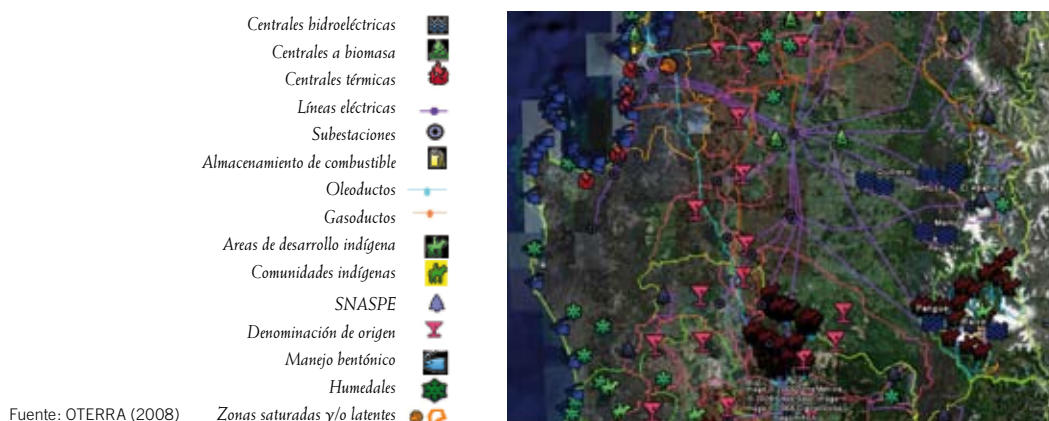 Centrales hidroeléctricas
Centrales a biomasa
Centrales térmicas
Líneas eléctricas
Subestaciones
Almacenamiento de combustible
Oleoductos
Gasoductos
Areas de desarrollo indígena
Comunidades indígenas
SNASPE
Denominación de origen
Manejo bentónico
Humedales
Zonas saturadas y/o latentes
Fuente: OTERRA (2008)
Pangue